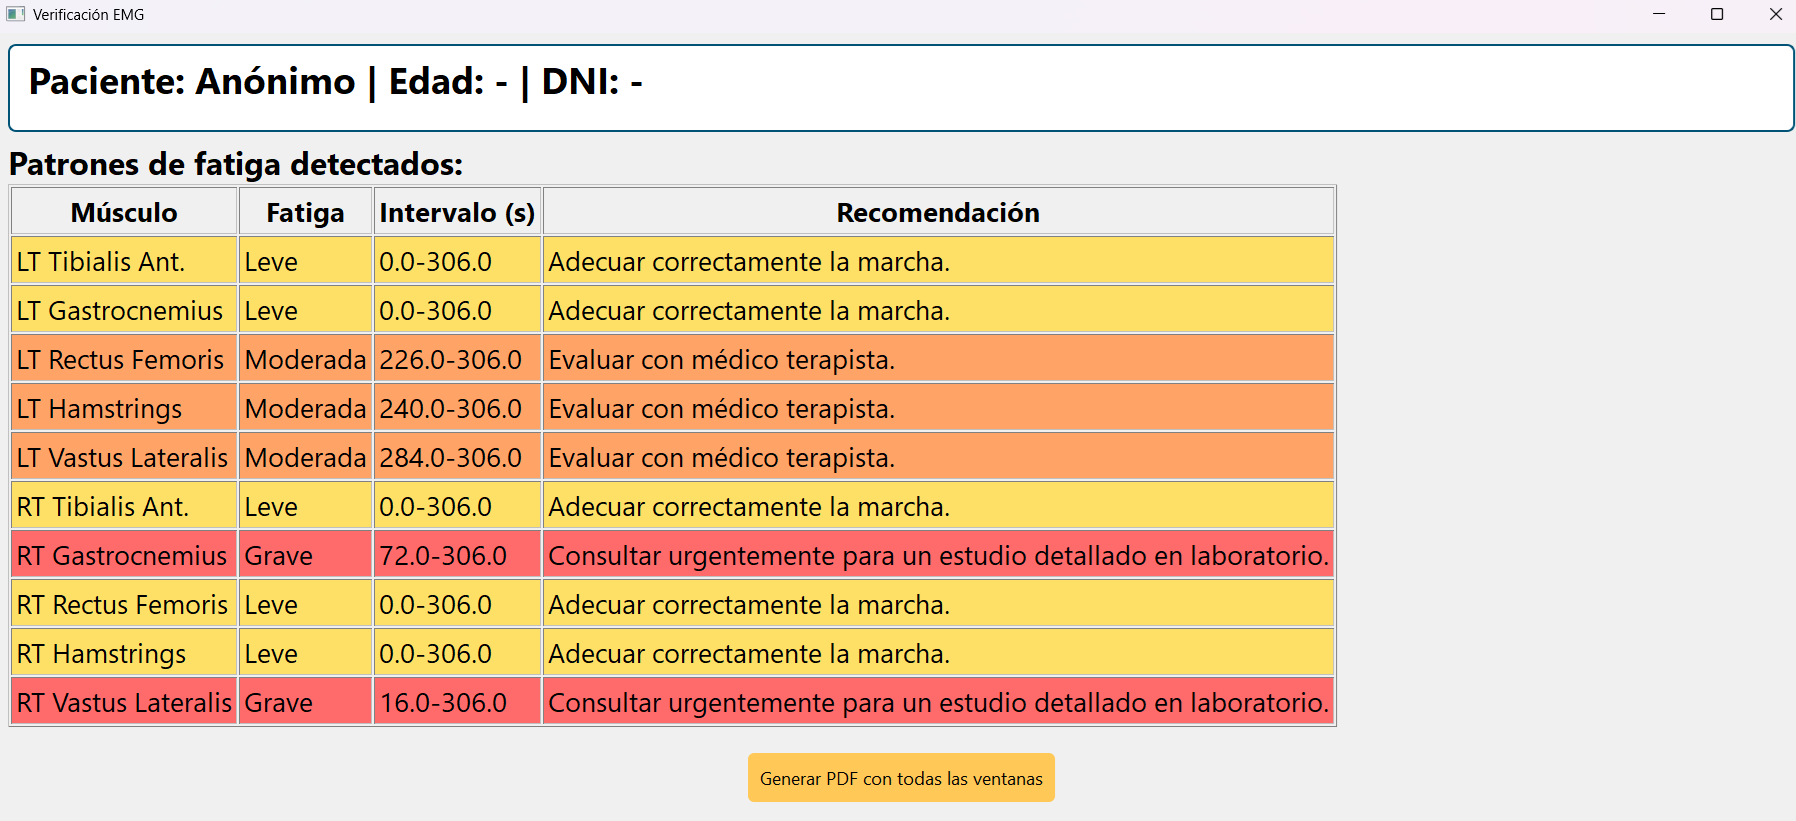 Verificación EMG
Paciente: Anónimo | Edad: - | DNI: -
Patrones de fatiga detectados:
Músculo Fatiga Intervalo (s) Recomendación
LT Tibialis Ant. Leve 0.0-306.0 Adecuar correctamente la marcha.
LT Gastrocnemius Leve 0.0-306.0 Adecuar correctamente la marcha.
LT Rectus Femoris Moderada 226.0-306.0 Evaluar con médico terapista.
LT Hamstrings Moderada 240.0-306.0 Evaluar con médico terapista.
LT Vastus Lateralis Moderada 284.0-306.0 Evaluar con médico terapista.
RT Tibialis Ant. Leve 0.0-306.0 Adecuar correctamente la marcha.
RT Gastrocnemius Grave 72.0-306.0 Consultar urgentemente para un estudio detallado en laboratorio.
RT Rectus Femoris Leve 0.0-306.0 Adecuar correctamente la marcha.
RT Hamstrings Leve 0.0-306.0 Adecuar correctamente la marcha.
RT Vastus Lateralis Grave 16.0-306.0 Consultar urgentemente para un estudio detallado en laboratorio.
Generar PDF con todas las ventanas